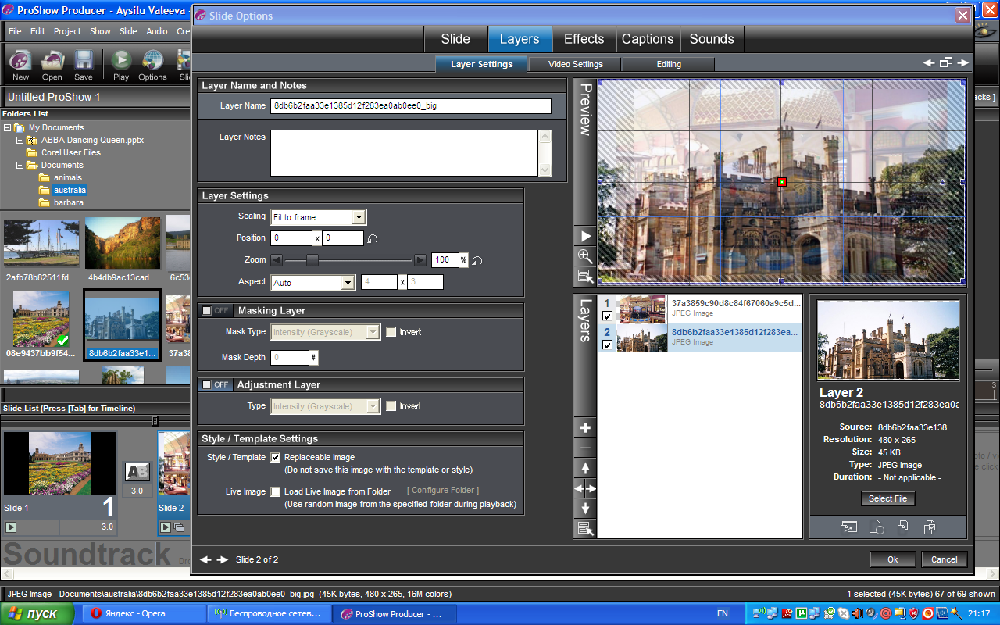 ProShow Producer - Aysilu Valeeva -
Slide Options
File Edit Project Show Slide Audio
New Open Save Play Options
Untitled ProShow 1
Folders List
My Documents
ABBA Dancing Queen.pptx
Corel User Files
Documents
animals
australia
barbara
2afb78b82511fd...
4b4db9ac13cad...
08e9437bb9f54...
8db6b2faa33e1...
Slide List (Press [Tab] for Timeline)
AB
3.0
Slide 1
1
3.0
Slide 2
Soundtrack
Slide Layers Effects Captions Sounds
Layer Settings Video Settings Editing
Layer Name and Notes
Layer Name 8db6b2faa33e1385d12f283ea0ab0ee0_big
Layer Notes
Layer Settings
Scaling Fit to frame
Position 0 x 0
Zoom 100 %
Aspect Auto 4 x 3
OFF Masking Layer
Mask Type Intensity (Grayscale) Invert
Mask Depth 0 #
OFF Adjustment Layer
Type Intensity (Grayscale) Invert
Style / Template Settings
Style / Template Replaceable Image
(Do not save this image with the template or style)
Live Image Load Live Image from Folder [ Configure Folder ]
(Use random image from the specified folder during playback)
Preview
Layers
1 37a3859c90d8c84f67060a9c5d...
JPEG Image
2 8db6b2faa33e1385d12f283ea...
JPEG Image
Layer 2
8db6b2faa33e1385d12f283ea0a
Source: 8db6b2faa33e138...
Resolution: 480 x 265
Size: 45 KB
Type: JPEG Image
Duration: - Not applicable -
Select File
Slide 2 of 2
Ok Cancel
JPEG Image - Documents\australia\8db6b2faa33e1385d12f283ea0ab0ee0_big.jpg (45K bytes, 480 x 265, 16M colors)
1 selected (45K bytes) 67 of 69 shown
пуск
Яндекс - Opera
Беспроводное сетев...
ProShow Producer - ...
EN
21:17